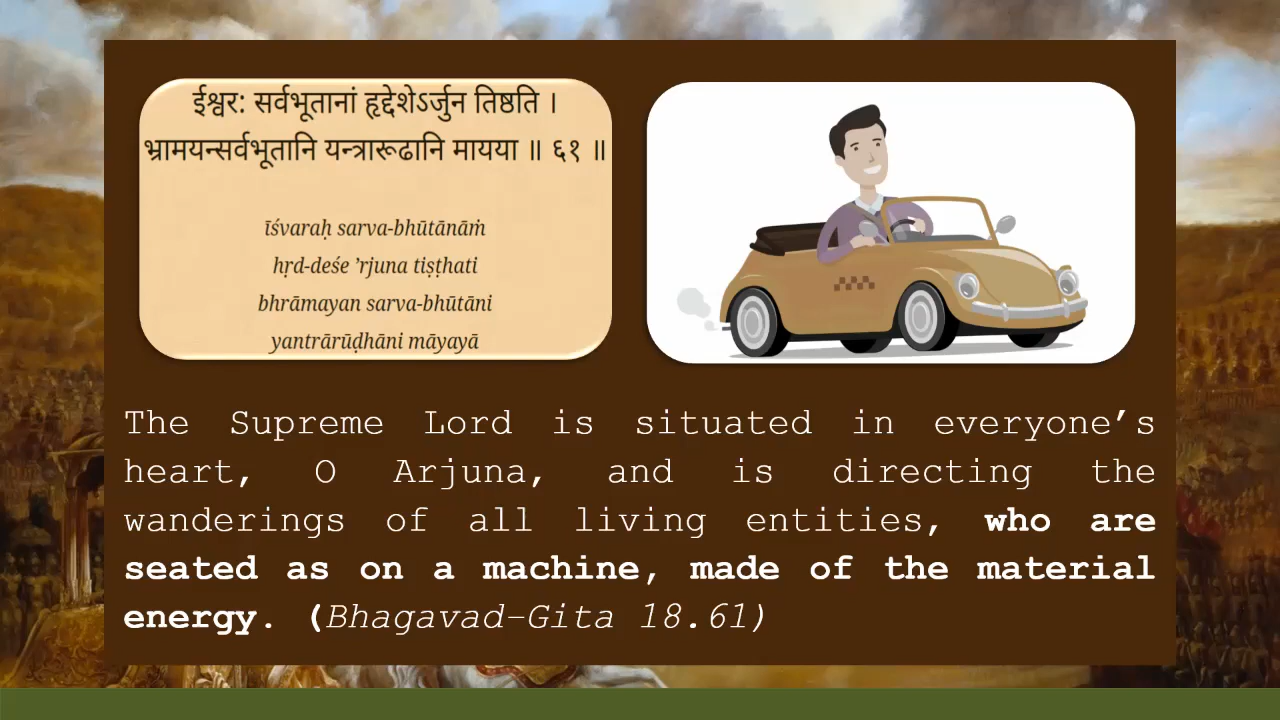 ईश्वर: सर्वभूतानां हृद्देशेऽर्जुन तिष्ठति ।
भ्रामयन्सर्वभूतानि यन्त्रारूढानि मायया ॥ ६१ ॥
īśvaraḥ sarva-bhūtānāṁ
hṛd-deśe ’rjuna tiṣṭhati
bhrāmayan sarva-bhūtāni
yantrārūḍhāni māyayā
The Supreme Lord is situated in everyone’s
heart, O Arjuna, and is directing the
wanderings of all living entities, who are
seated as on a machine, made of the material
energy. (Bhagavad-Gita 18.61)